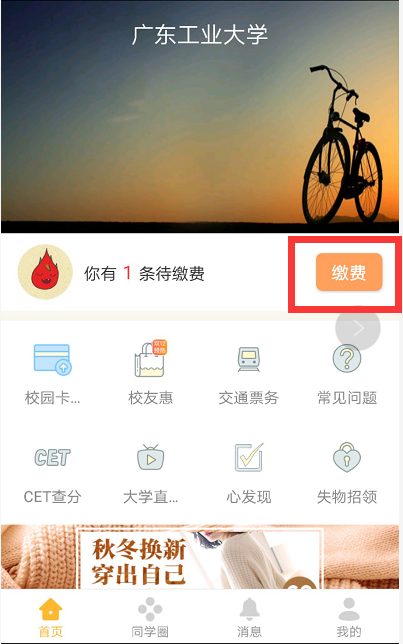 广东工业大学
你有 1 条待缴费
缴费
校园卡...
校友惠
交通票务
常见问题
CET
CET查分
大学直...
心发现
失物招领
秋冬换新
穿出自己
首页
同学圈
消息
我的